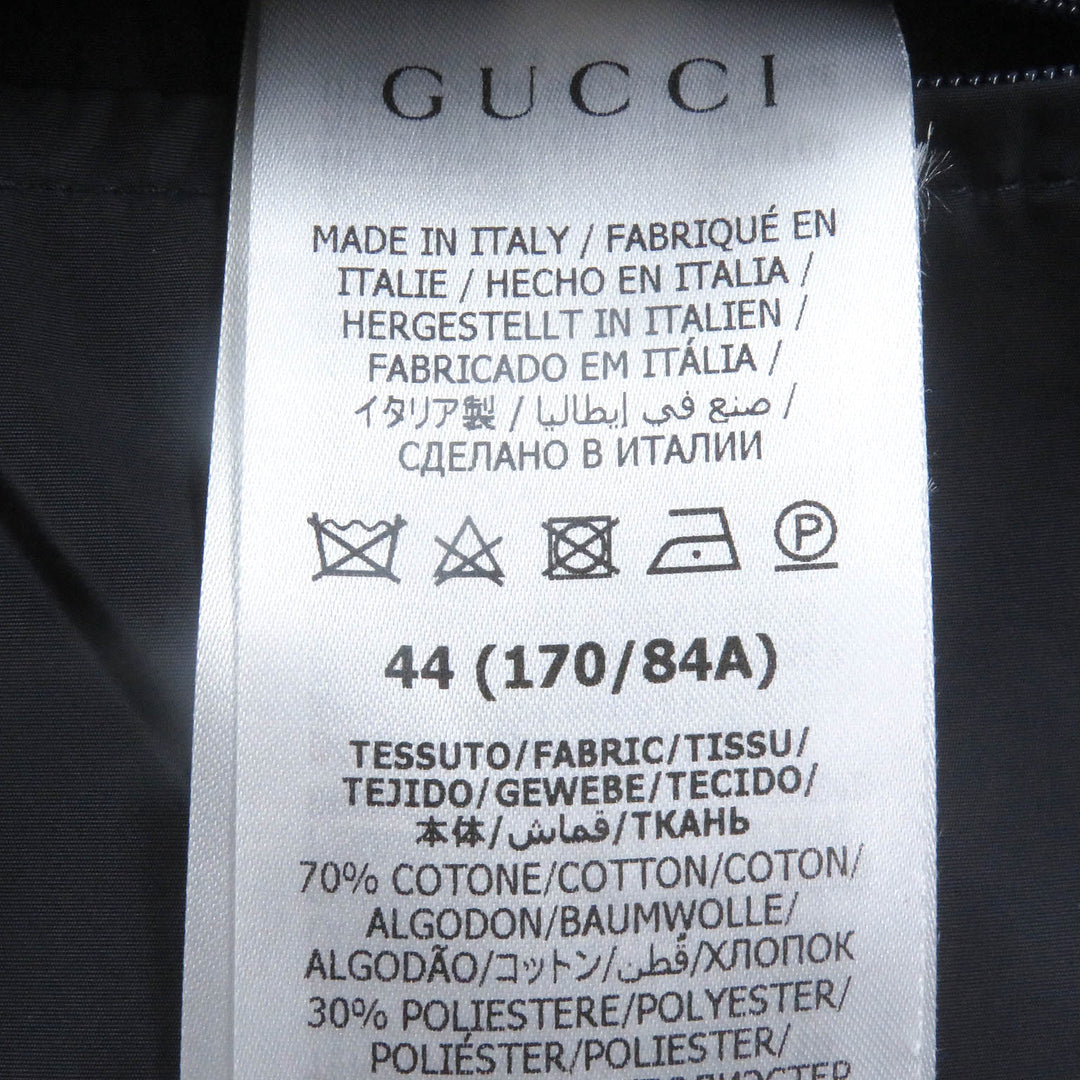 GUCCI
MADE IN ITALY / FABRIQUÉ EN
ITALIE / HECHO EN ITALIA /
HERGESTELLT IN ITALIEN /
FABRICADO EM ITÁLIA /
イタリア製 / صنع في إيطاليا /
СДЕЛАНО В ИТАЛИИ
P
44 (170/84A)
TESSUTO/FABRIC/TISSU/
TEJIDO/GEWEBE/TECIDO/
本体/قماش/ТКАНЬ
70% COTONE/COTTON/COTON/
ALGODON/BAUMWOLLE/
ALGODÃO/コットン/قُطن/ХЛОПОК
30% POLIESTERE/POLYESTER/
POLIÉSTER/POLIESTER/